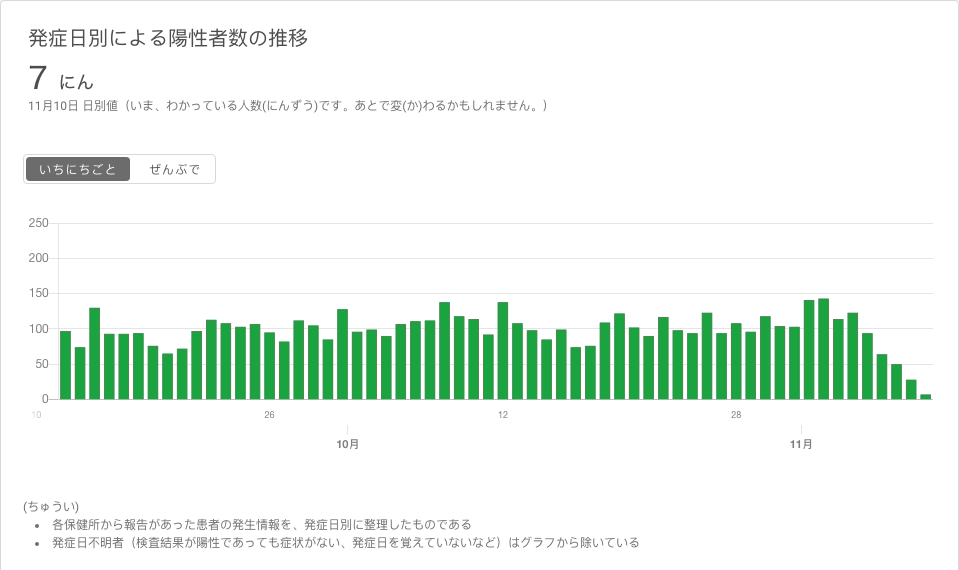 発症日別による陽性者数の推移
7 にん
11月10日 日別値（いま、わかっている人数(にんずう)です。あとで変(か)わるかもしれません。）
いちにちごと ぜんぶで
250
200
150
100
50
0
10 26 12 28
10月 11月
(ちゅうい)
• 各保健所から報告があった患者の発生情報を、発症日別に整理したものである
• 発症日不明者（検査結果が陽性であっても症状がない、発症日を覚えていないなど）はグラフから除いている